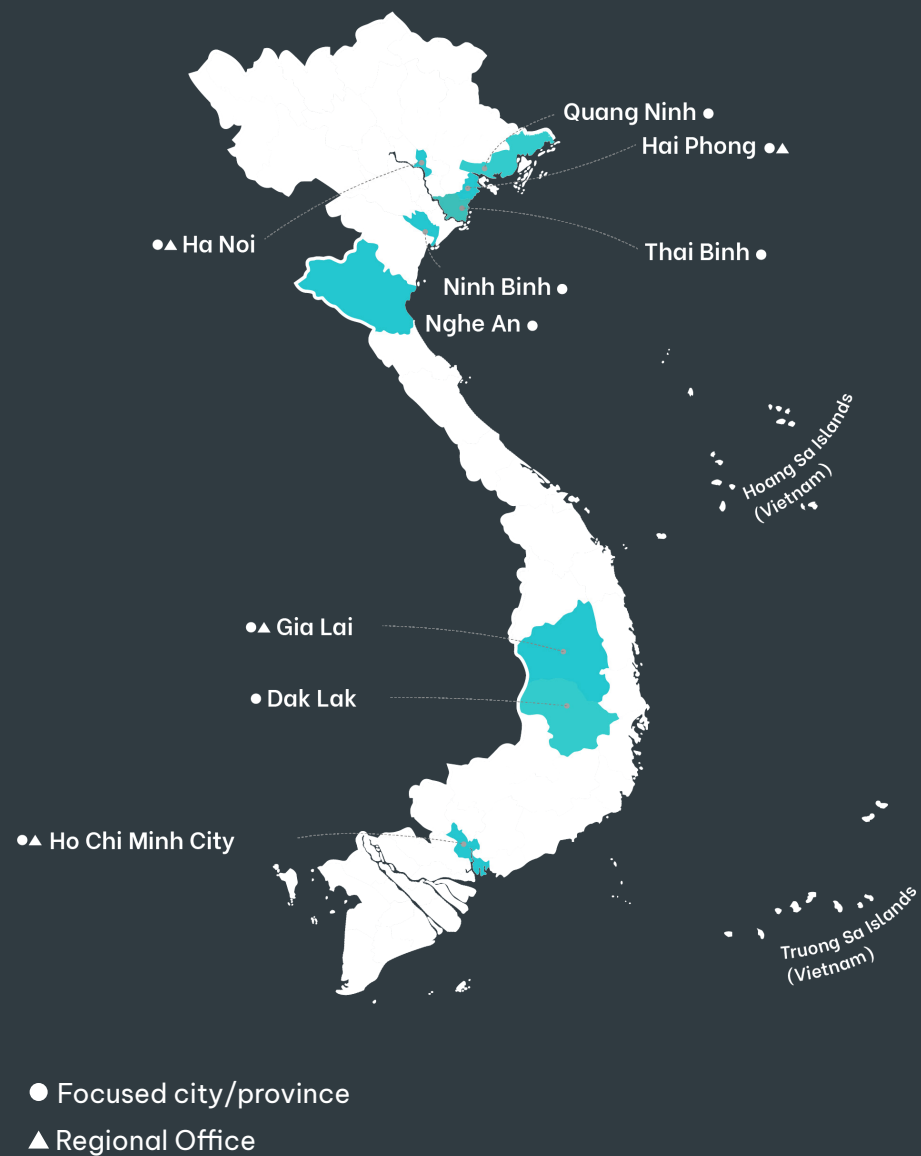 Quang Ninh ●
Hai Phong ●▲
●▲ Ha Noi
Thai Binh ●
Ninh Binh ●
Nghe An ●
Hoang Sa Islands
(Vietnam)
●▲ Gia Lai
● Dak Lak
●▲ Ho Chi Minh City
Truong Sa Islands
(Vietnam)
● Focused city/province
▲ Regional Office